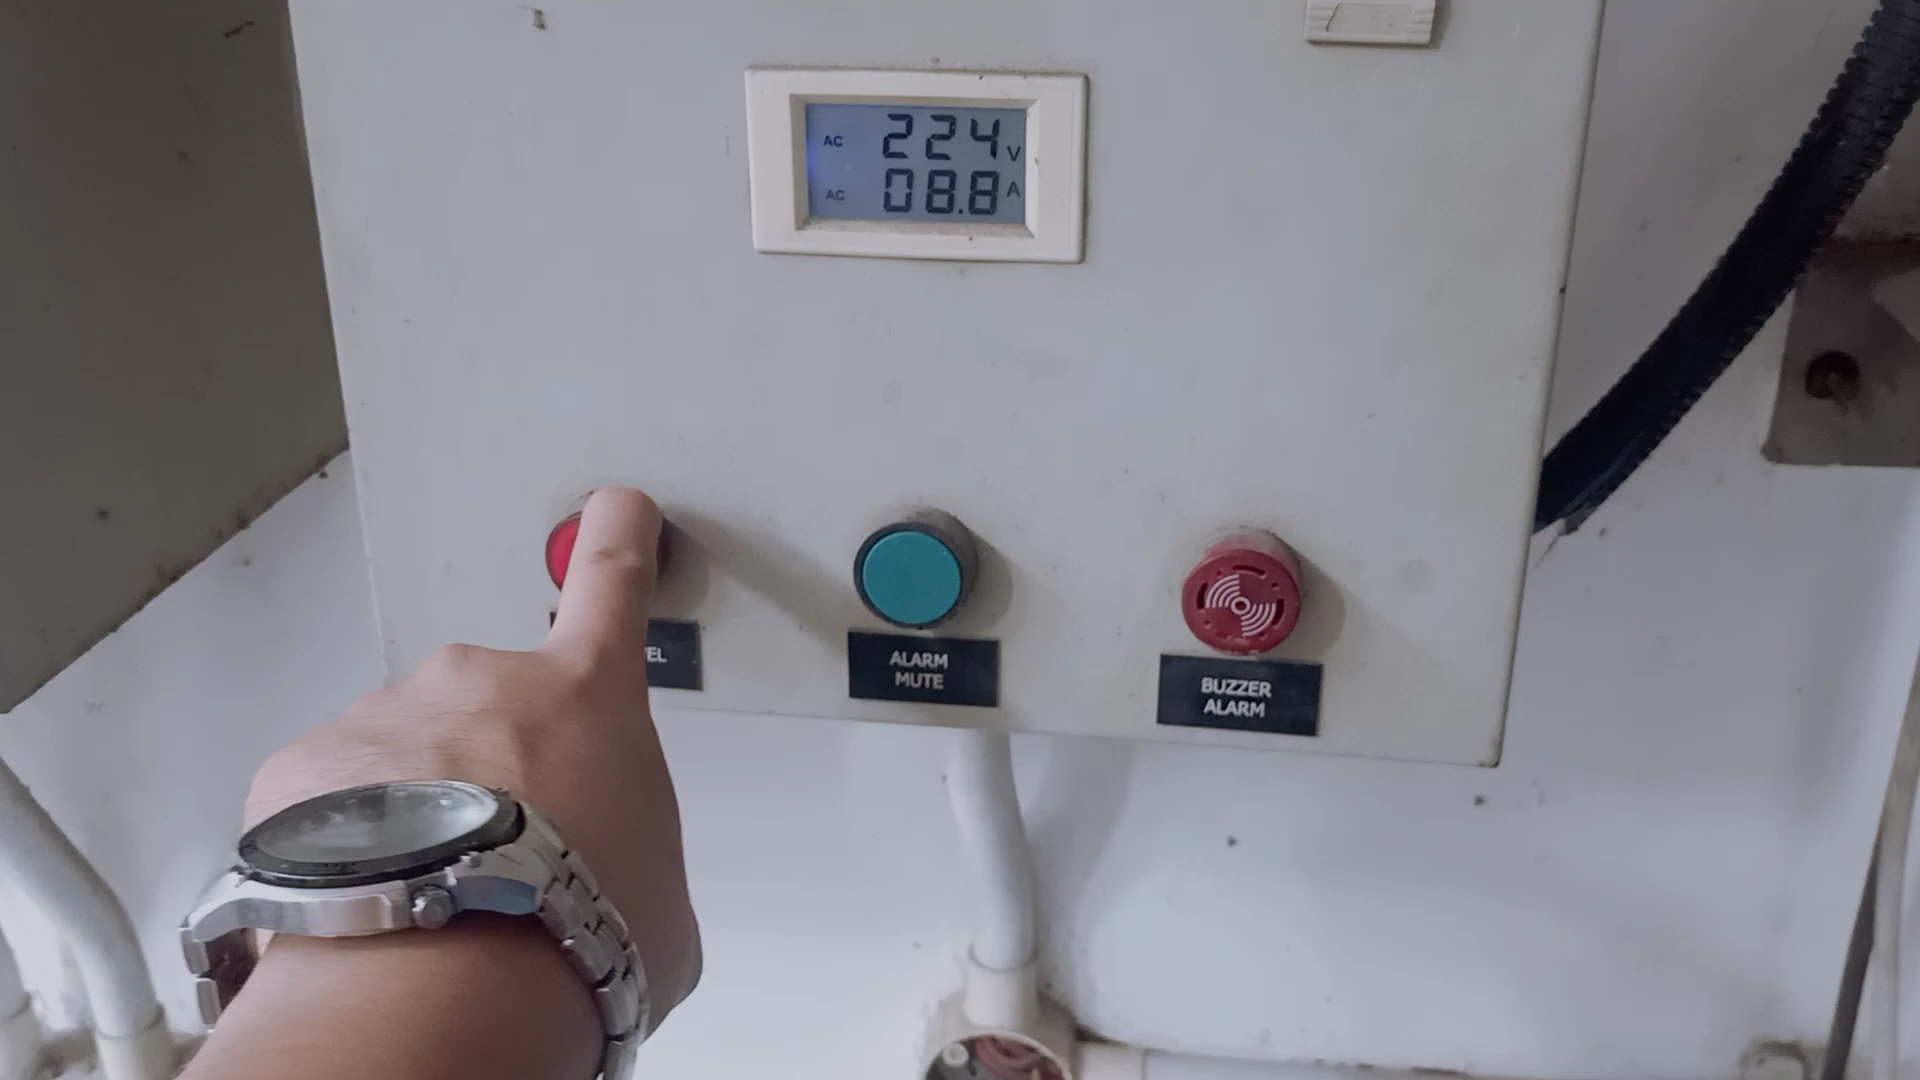 AC 224 V
AC 08.8 A
ALARM
MUTE
BUZZER
ALARM